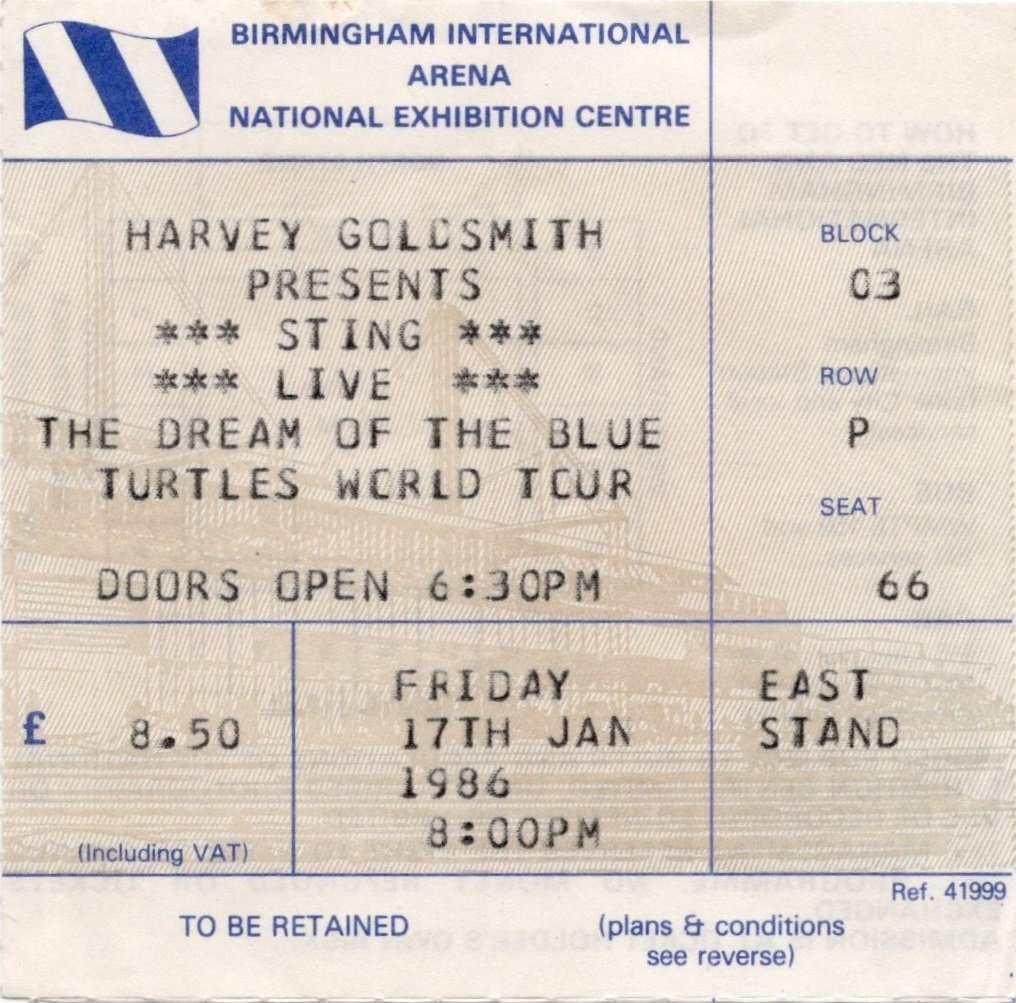 BIRMINGHAM INTERNATIONAL
ARENA
NATIONAL EXHIBITION CENTRE
HARVEY GOLDSMITH
PRESENTS
*** STING ***
*** LIVE ***
THE DREAM OF THE BLUE
TURTLES WORLD TOUR
DOORS OPEN 6:30PM
BLOCK
03
ROW
P
SEAT
66
£ 8.50
(Including VAT)
FRIDAY
17TH JAN
1986
8:00PM
EAST
STAND
Ref. 41999
TO BE RETAINED
(plans & conditions
see reverse)